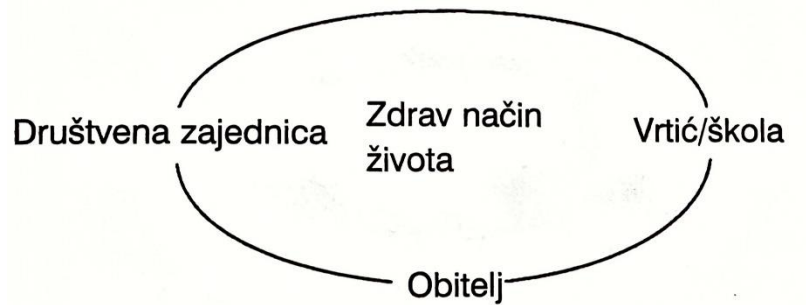 Društvena zajednica
Zdrav način
života
Vrtić/škola
Obitelj